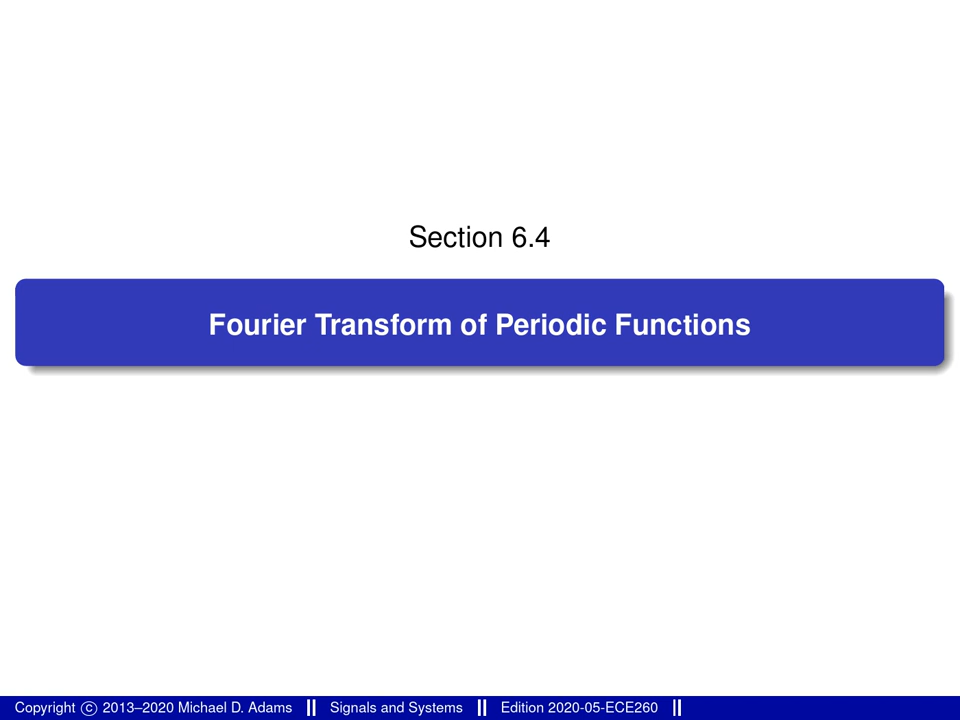 Section 6.4
Fourier Transform of Periodic Functions
Copyright © 2013–2020 Michael D. Adams Signals and Systems Edition 2020-05-ECE260